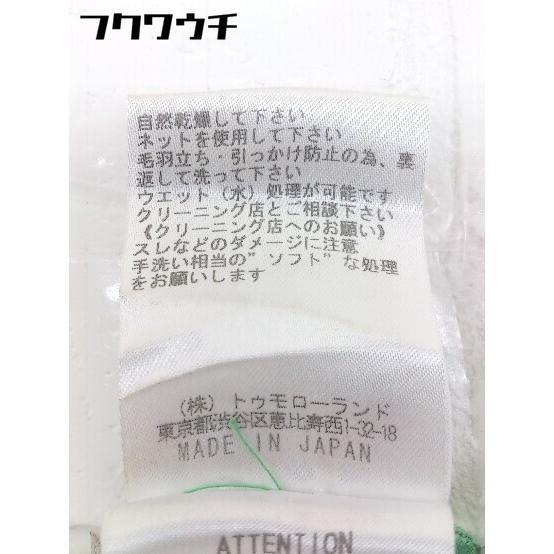 フクワウチ
自然乾燥して下さい
ネットを使用して下さい
毛羽立ち・引っかけ防止の為、裏
返して洗って下さい
ウエット（水）処理が可能です
クリーニング店とご相談下さい
《クリーニング店へのお願い》
スレなどのダメージに注意
手洗い相当の”ソフト”な処理
をお願いします
（株）トゥモローランド
東京都渋谷区恵比寿西1-32-18
MADE IN JAPAN
ATTENTION